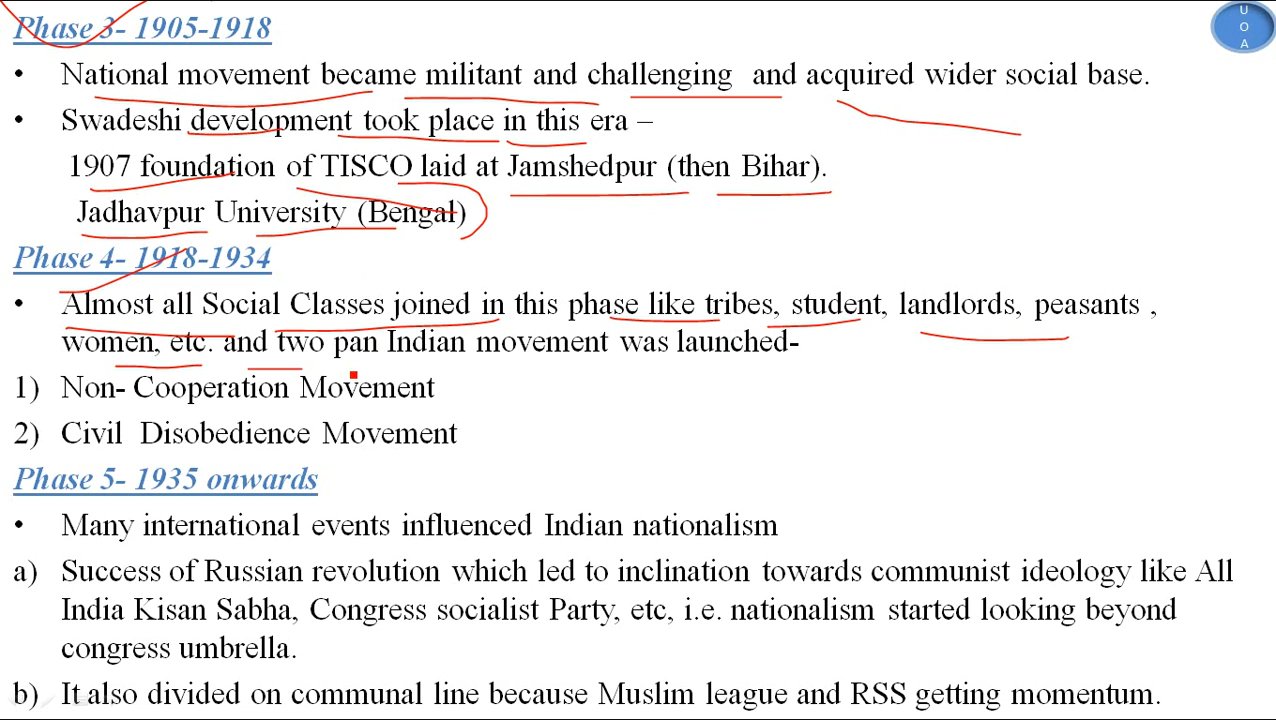 Phase 3- 1905-1918
U
O
A
• National movement became militant and challenging and acquired wider social base.
• Swadeshi development took place in this era –
1907 foundation of TISCO laid at Jamshedpur (then Bihar).
Jadhavpur University (Bengal)
Phase 4- 1918-1934
• Almost all Social Classes joined in this phase like tribes, student, landlords, peasants ,
women, etc. and two pan Indian movement was launched-
1) Non- Cooperation Movement
2) Civil Disobedience Movement
Phase 5- 1935 onwards
• Many international events influenced Indian nationalism
a) Success of Russian revolution which led to inclination towards communist ideology like All
India Kisan Sabha, Congress socialist Party, etc, i.e. nationalism started looking beyond
congress umbrella.
b) It also divided on communal line because Muslim league and RSS getting momentum.